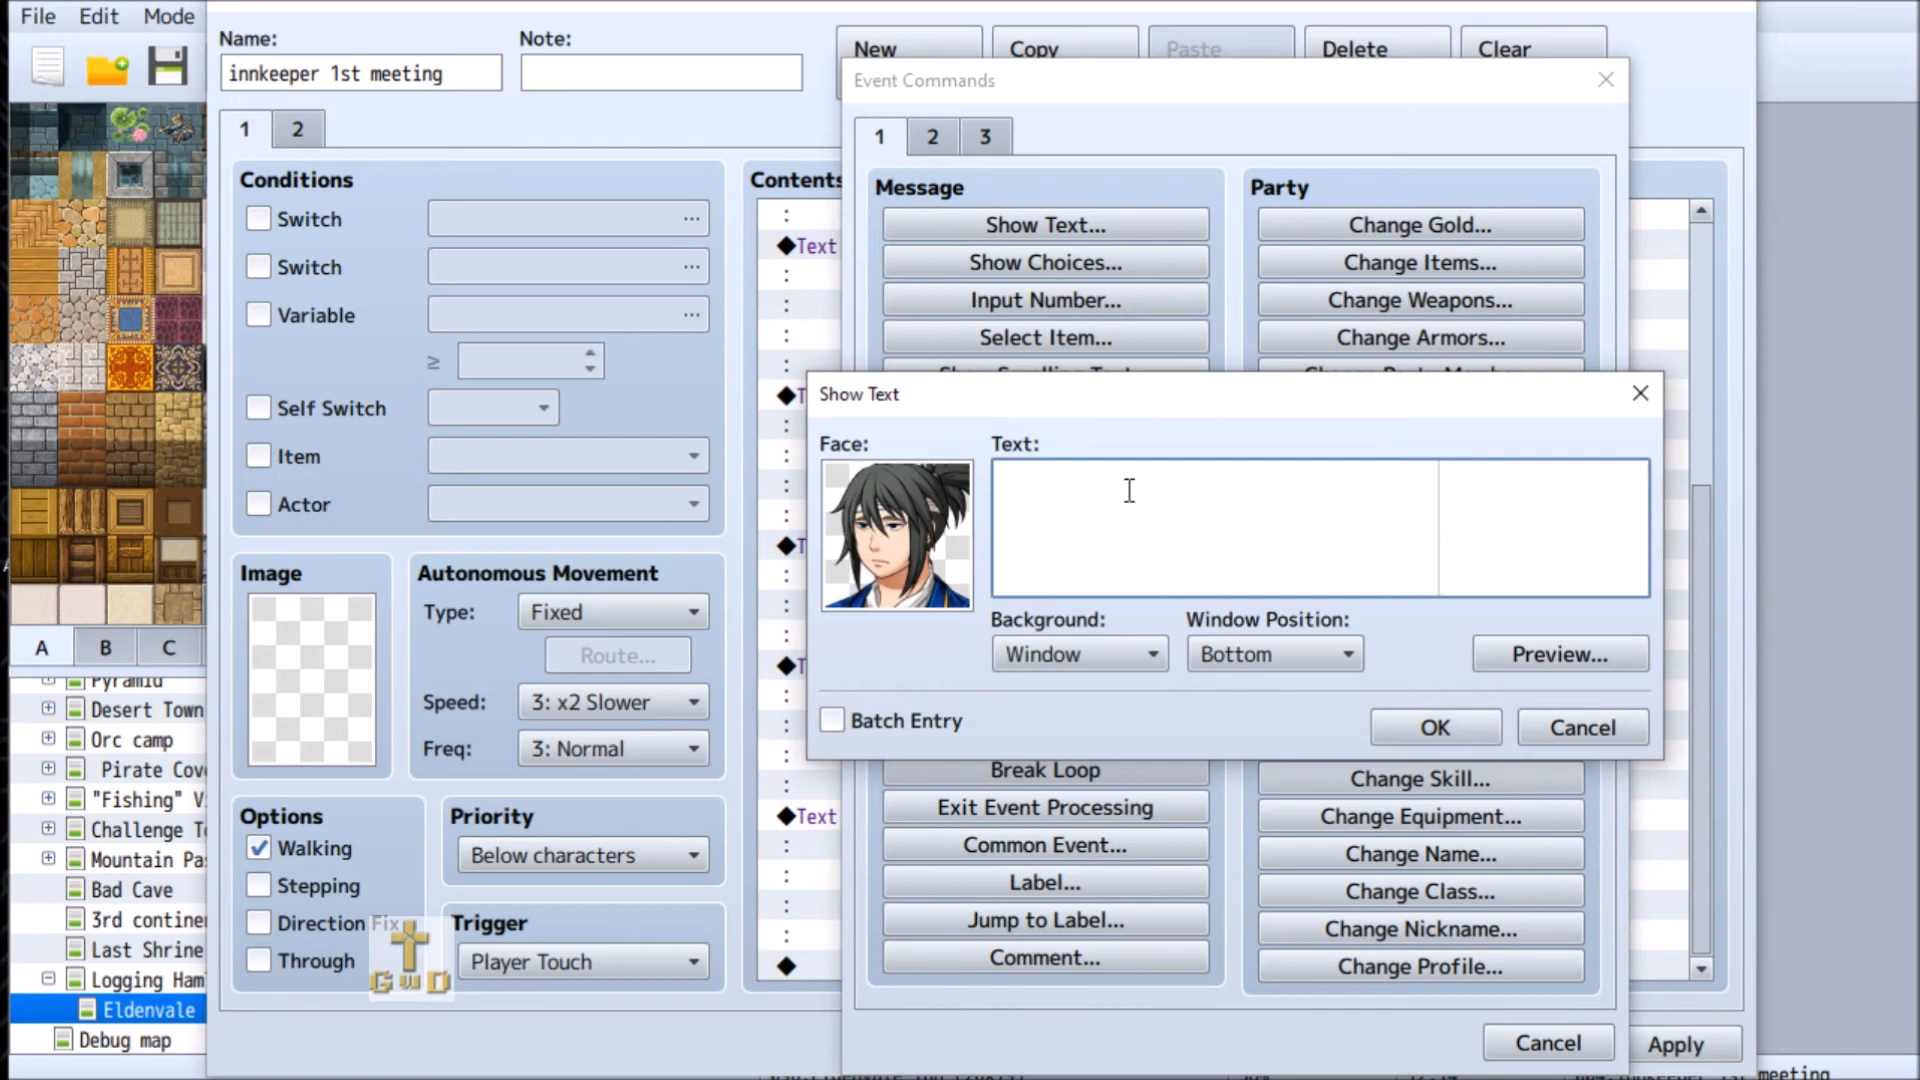 File Edit Mode
Name:
innkeeper 1st meeting
Note:
New
Copy
Paste
Delete
Clear
1 2
Conditions
Switch ...
Switch ...
Variable ...
≥
Self Switch
Item
Actor
Image
Autonomous Movement
Type: Fixed
Route...
Speed: 3: x2 Slower
Freq: 3: Normal
Options
Walking
Stepping
Direction Fix
Through
Priority
Below characters
Trigger
Player Touch
GwD
A B C
Pyramid
Desert Town
Orc camp
Pirate Cov
"Fishing" V
Challenge T
Mountain Pas
Bad Cave
3rd contine
Last Shrine
Logging Ham
Eldenvale
Debug map
Contents
:
◆Text
:
:
:
:
◆T
:
:
:
:
◆T
:
:
:
◆T
:
:
:
:
◆Text
:
:
:
:
◆
Event Commands
1 2 3
Message
Show Text...
Show Choices...
Input Number...
Select Item...
Break Loop
Exit Event Processing
Common Event...
Label...
Jump to Label...
Comment...
Party
Change Gold...
Change Items...
Change Weapons...
Change Armors...
Change Skill...
Change Equipment...
Change Name...
Change Class...
Change Nickname...
Change Profile...
Show Text
Face:
Text:
Background:
Window
Window Position:
Bottom
Preview...
Batch Entry
OK
Cancel
Cancel
Apply
meeting